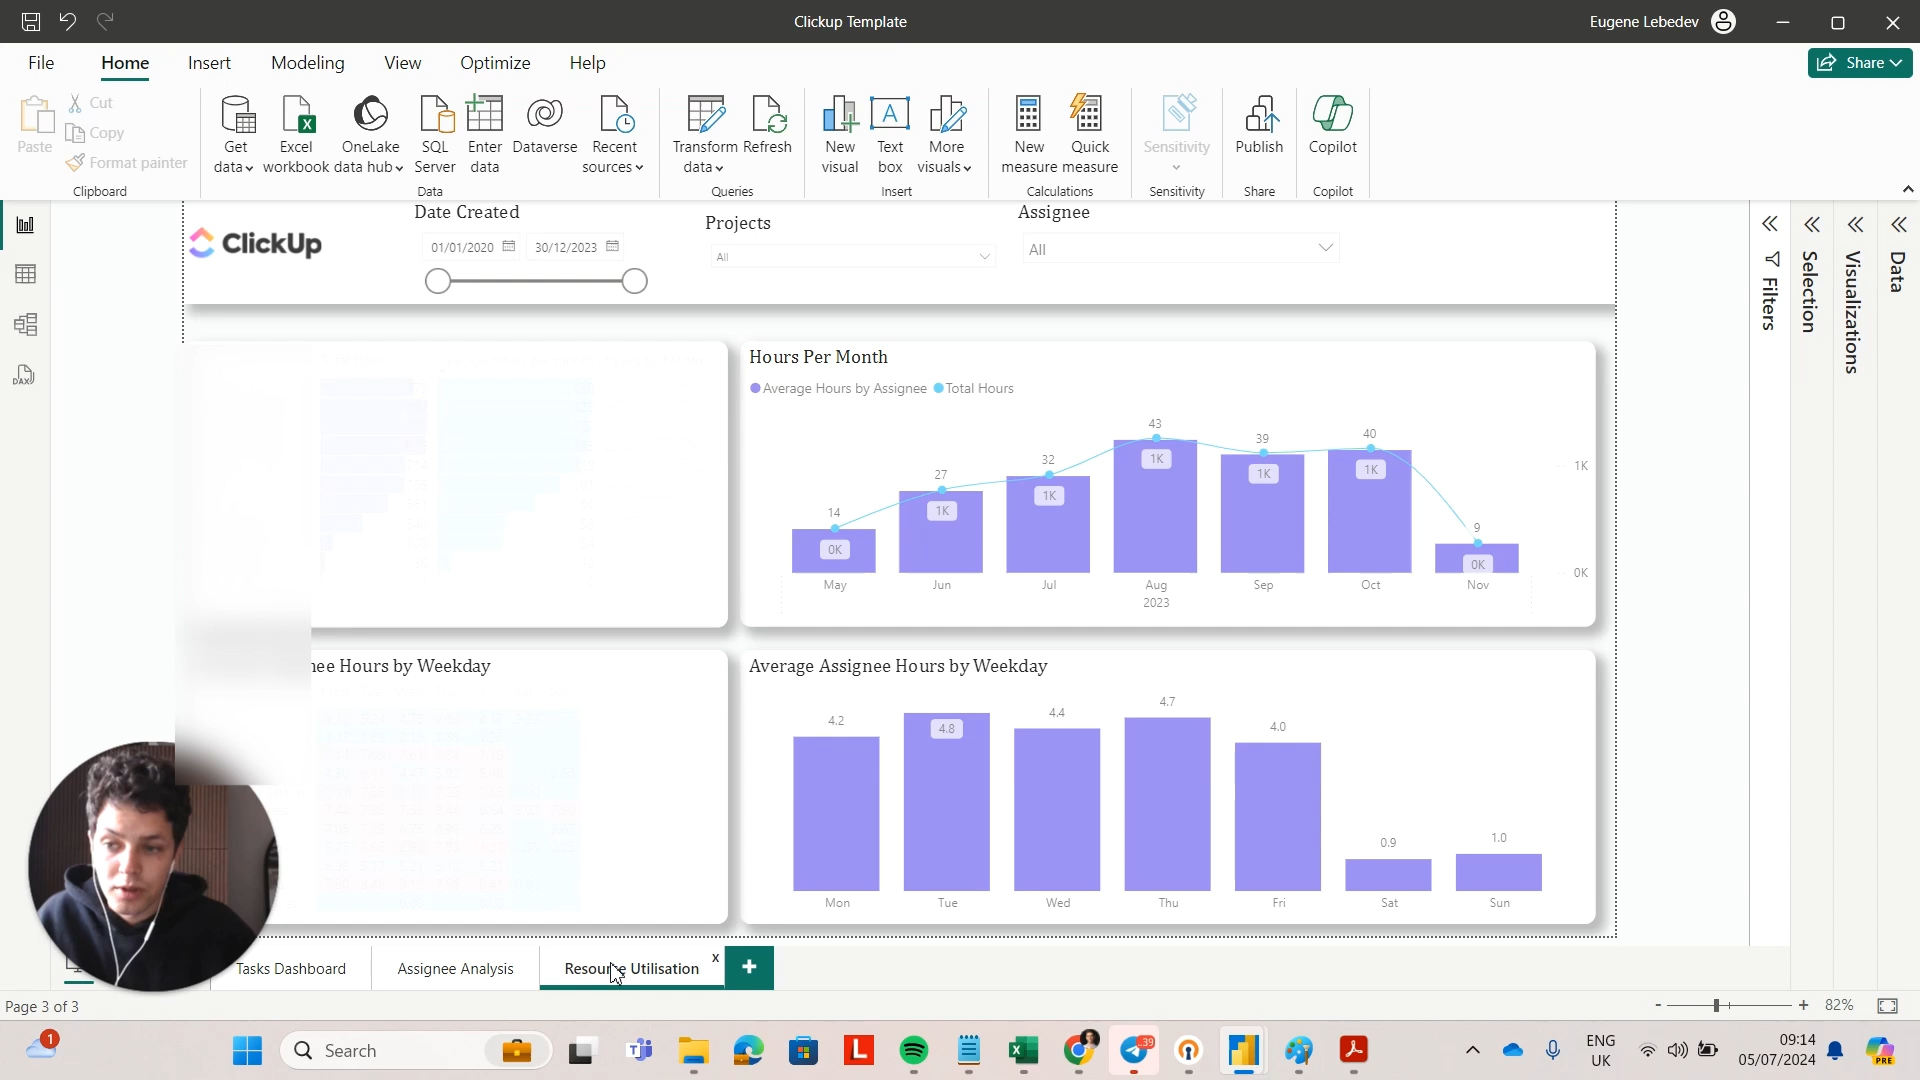 Clickup Template
Eugene Lebedev
File
Home
Insert
Modeling
View
Optimize
Help
Share
Paste
Cut
Copy
Format painter
Clipboard
Get data
Excel workbook
OneLake data hub
SQL Server
Enter data
Dataverse
Recent sources
Data
Transform data
Refresh
Queries
New visual
Text box
More visuals
Insert
New measure
Quick measure
Calculations
Sensitivity
Sensitivity
Publish
Share
Copilot
Copilot
ClickUp
Date Created
01/01/2020
30/12/2023
Projects
All
Assignee
All
Filters
Selection
Visualizations
Data
DAX
Hours Per Month
Average Hours by Assignee
Total Hours
14
27
32
43
39
40
9
0K
1K
1K
1K
1K
1K
0K
1K
0K
May
Jun
Jul
Aug
Sep
Oct
Nov
2023
nee Hours by Weekday
Average Assignee Hours by Weekday
4.2
4.8
4.4
4.7
4.0
0.9
1.0
Mon
Tue
Wed
Thu
Fri
Sat
Sun
Tasks Dashboard
Assignee Analysis
Resource Utilisation
x
Page 3 of 3
82%
1
Search
39
ENG
UK
09:14
05/07/2024
PRE